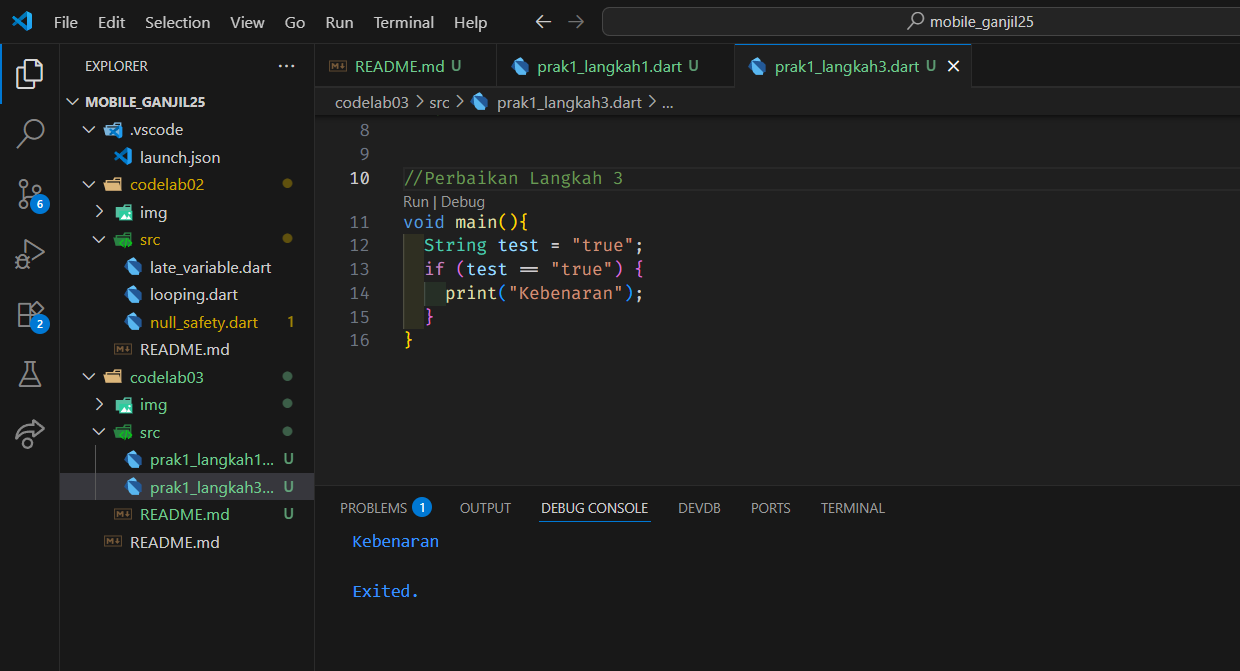 File Edit Selection View Go Run Terminal Help mobile_ganjil25
EXPLORER
MOBILE_GANJIL25
.vscode
launch.json
codelab02
img
src
late_variable.dart
looping.dart
null_safety.dart 1
README.md
codelab03
img
src
prak1_langkah1... U
prak1_langkah3... U
README.md U
README.md
6
2
README.md U prak1_langkah1.dart U prak1_langkah3.dart U
codelab03 > src > prak1_langkah3.dart > ...
8
9
10 //Perbaikan Langkah 3
Run | Debug
11 void main(){
12 String test = "true";
13 if (test == "true") {
14 print("Kebenaran");
15 }
16 }
PROBLEMS 1 OUTPUT DEBUG CONSOLE DEVDB PORTS TERMINAL
Kebenaran
Exited.